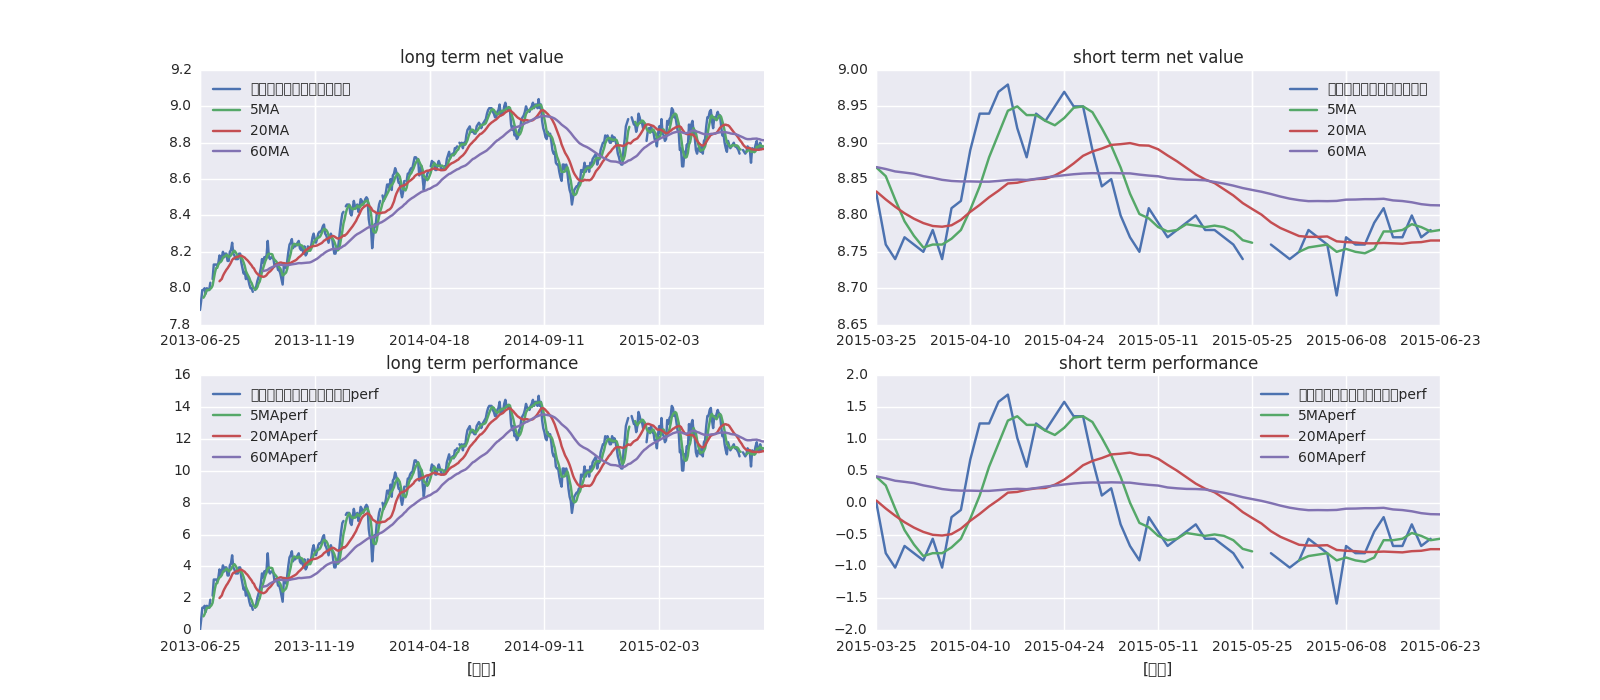 long term net value
9.2
9.0
8.8
8.6
8.4
8.2
8.0
7.8
5MA
20MA
60MA
2013-06-25 2013-11-19 2014-04-18 2014-09-11 2015-02-03
short term net value
9.00
8.95
8.90
8.85
8.80
8.75
8.70
8.65
5MA
20MA
60MA
2015-03-25 2015-04-10 2015-04-24 2015-05-11 2015-05-25 2015-06-08 2015-06-23
long term performance
16
14
12
10
8
6
4
2
0
perf
5MAperf
20MAperf
60MAperf
2013-06-25 2013-11-19 2014-04-18 2014-09-11 2015-02-03
short term performance
2.0
1.5
1.0
0.5
0.0
−0.5
−1.0
−1.5
−2.0
perf
5MAperf
20MAperf
60MAperf
2015-03-25 2015-04-10 2015-04-24 2015-05-11 2015-05-25 2015-06-08 2015-06-23